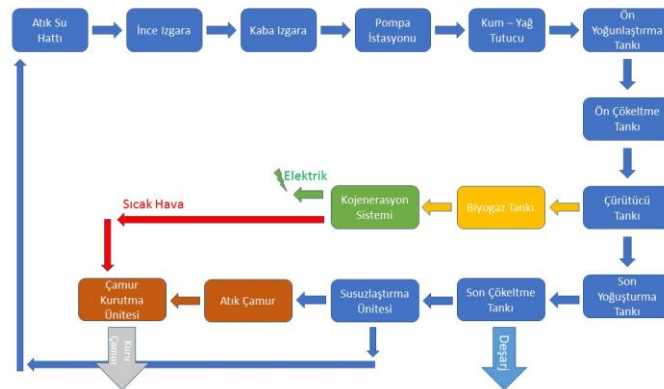 Atık Su
Hattı
İnce Izgara
Kaba Izgara
Pompa
İstasyonu
Kum – Yağ
Tutucu
Ön
Yoğunlaştırma
Tankı
Ön Çökeltme
Tankı
Elektrik
Sıcak Hava
Kojenerasyon
Sistemi
Biyogaz Tankı
Çürütücü
Tankı
Çamur
Kurutma
Ünitesi
Atık Çamur
Susuzlaştırma
Ünitesi
Son Çökeltme
Tankı
Son
Yoğuşturma
Tankı
Kuru
Çamur
Deşarj